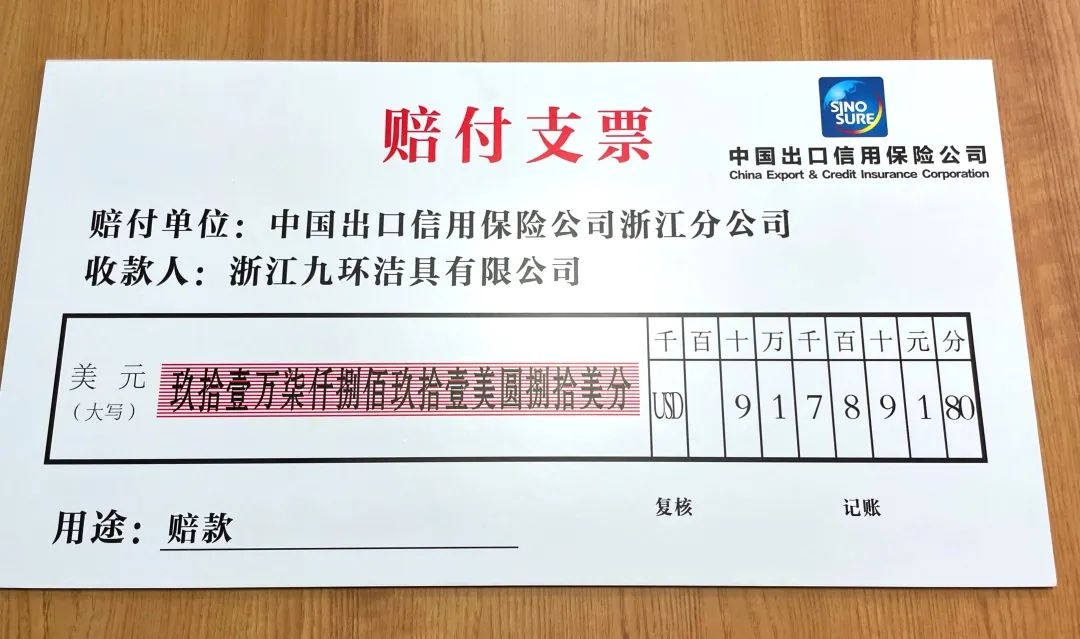 赔付支票
SINO
SURE
中国出口信用保险公司
China Export & Credit Insurance Corporation
赔付单位：中国出口信用保险公司浙江分公司
收款人：浙江九环洁具有限公司
美元
（大写）
玖拾壹万柒仟捌佰玖拾壹美圆捌拾美分
千 百 十 万 千 百 十 元 分
USD 9 1 7 8 9 1 80
复核 记账
用途：赔款